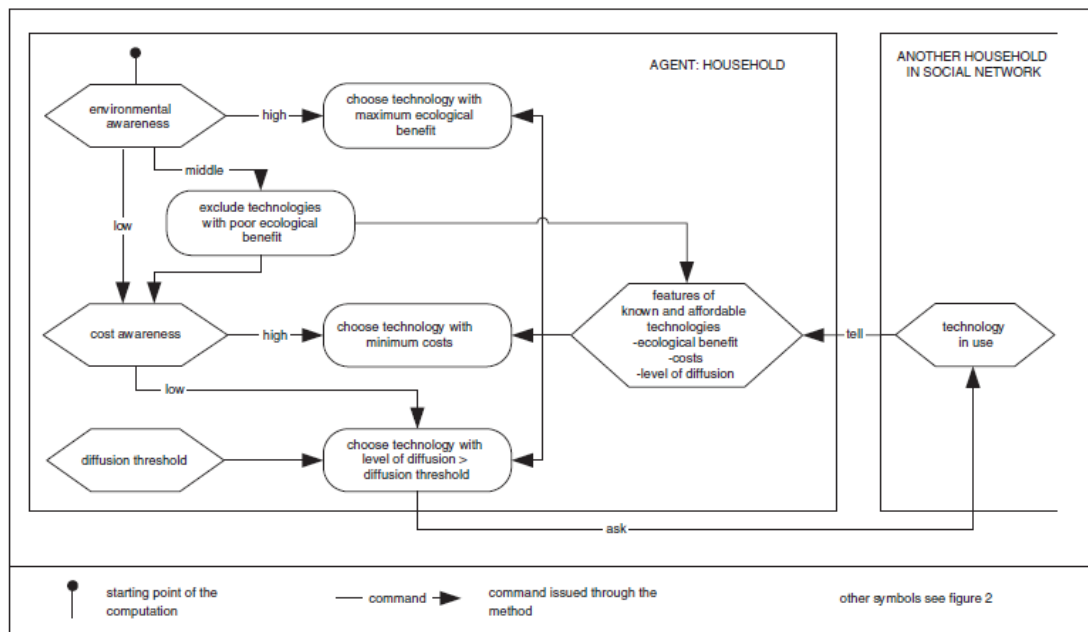 AGENT: HOUSEHOLD
ANOTHER HOUSEHOLD
IN SOCIAL NETWORK
environmental
awareness
high
choose technology with
maximum ecological
benefit
middle
exclude technologies
with poor ecological
benefit
low
cost awareness
high
choose technology with
minimum costs
features of
known and affordable
technologies
-ecological benefit
-costs
-level of diffusion
tell
technology
in use
low
diffusion threshold
choose technology with
level of diffusion >
diffusion threshold
ask
starting point of the
computation
command
command issued through the
method
other symbols see figure 2